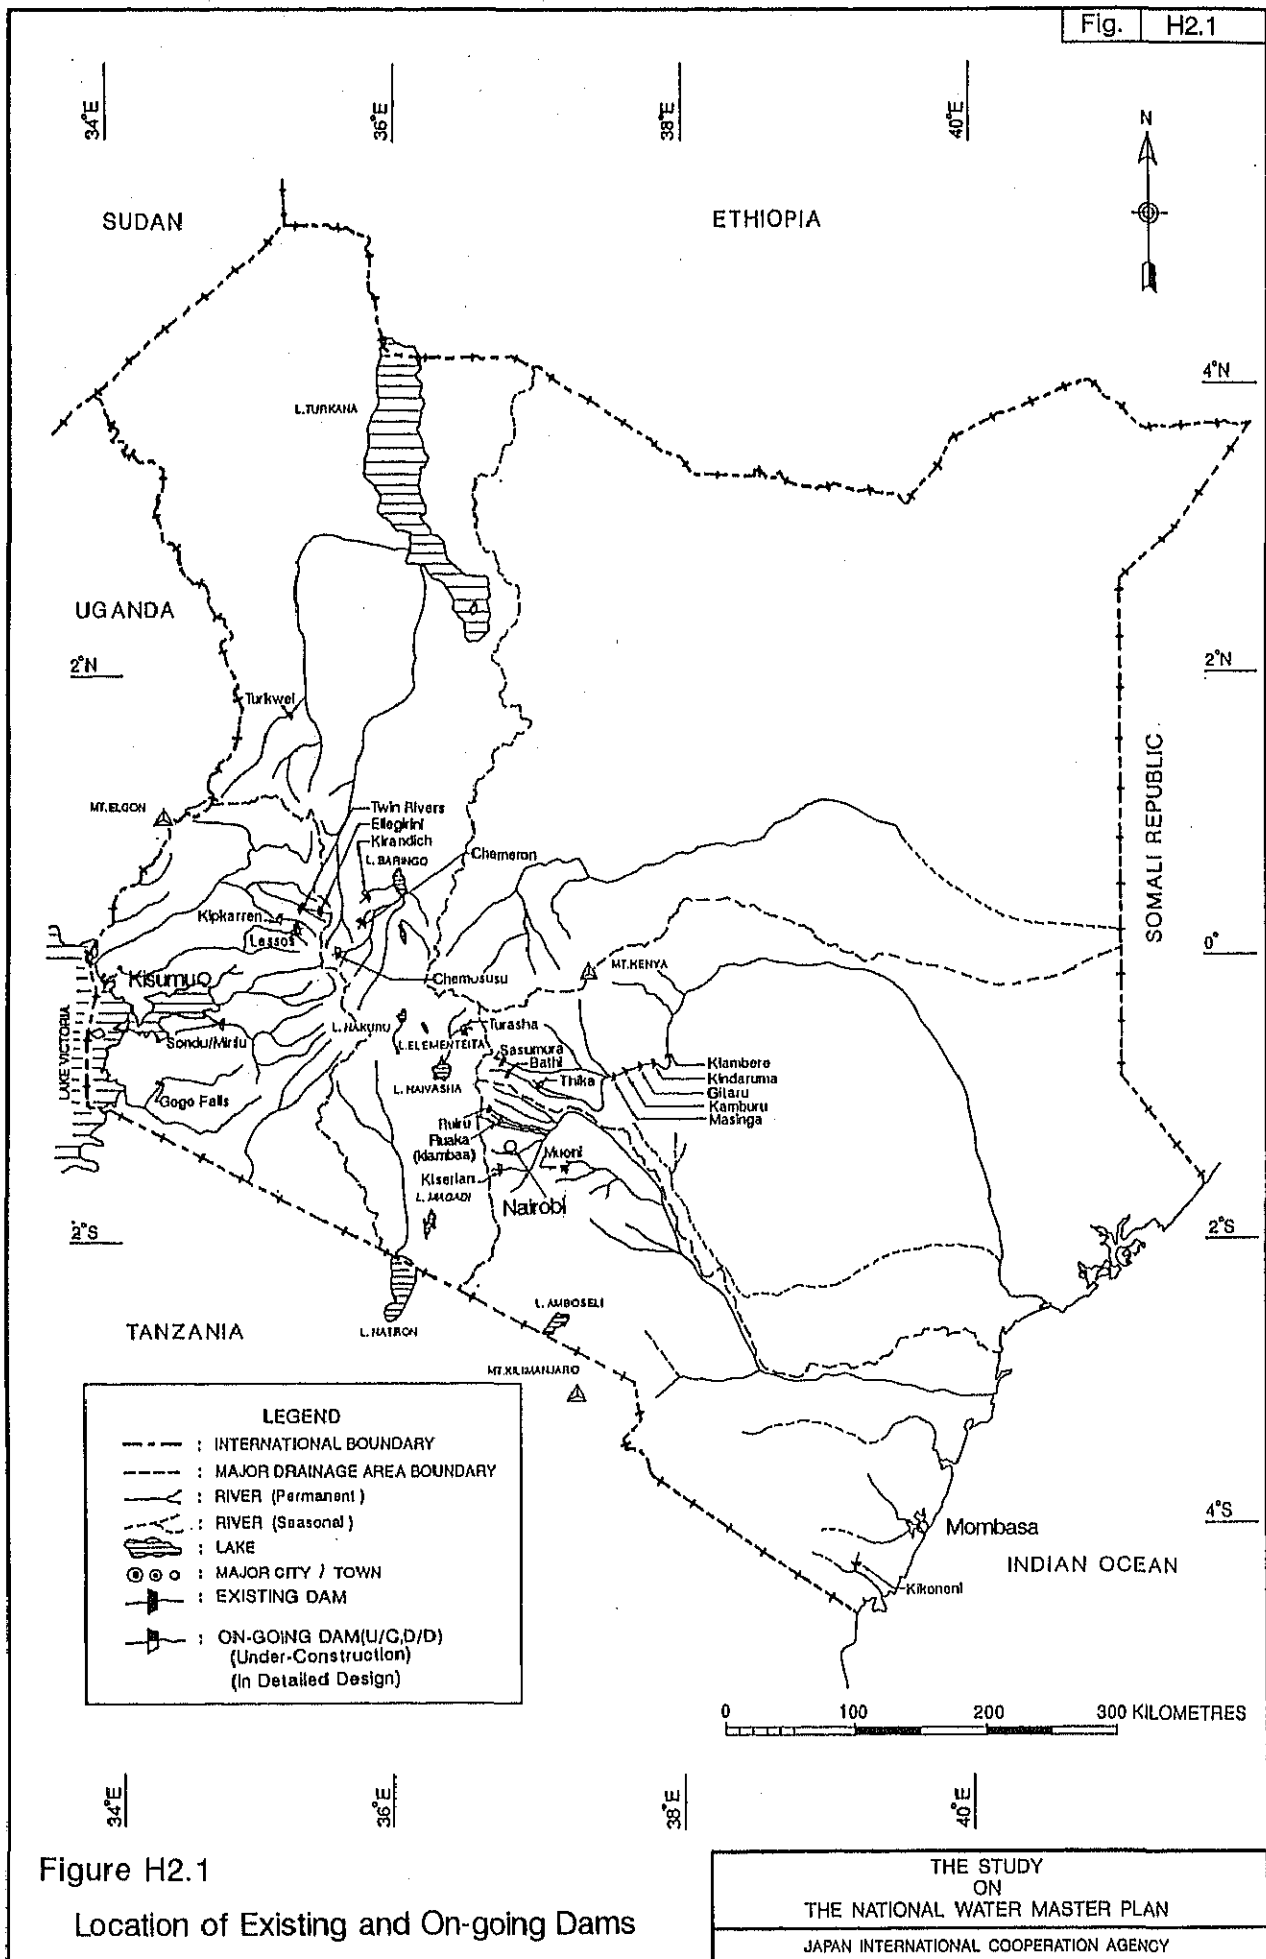 Fig. H2.1
34°E
36°E
38°E
40°E
N
SUDAN
ETHIOPIA
4°N
L.TURKANA
UGANDA
2°N
2°N
Turkwel
SOMALI REPUBLIC
MT.ELGON
Twin Rivers
Ellegirini
Kirandich
L. BARINGO
Chemeron
Kipkarren
Lessos
0°
MT.KENYA
Kisumu
Chemususu
LAKE VICTORIA
L. NAKURU
Turasha
Sondu/Miriu
L.ELEMENTEITA
Sasumura
Bathi
Kiambere
L. NAIVASHA
Thika
Kindaruma
Gogo Falls
Gitaru
Kamburu
Ruiru
Masinga
Ruaka
(kiambaa)
Muoni
Kiserian
L. MAGADI
Nairobi
2°S
2°S
L. AMBOSELI
TANZANIA
L. NATRON
MT.KILIMANJARO
LEGEND
: INTERNATIONAL BOUNDARY
: MAJOR DRAINAGE AREA BOUNDARY
: RIVER (Permanent)
: RIVER (Seasonal)
: LAKE
: MAJOR CITY / TOWN
: EXISTING DAM
: ON-GOING DAM(U/C,D/D)
(Under-Construction)
(In Detailed Design)
4°S
Mombasa
INDIAN OCEAN
Kikoneni
0 100 200 300 KILOMETRES
34°E
36°E
38°E
40°E
Figure H2.1
Location of Existing and On-going Dams
THE STUDY
ON
THE NATIONAL WATER MASTER PLAN
JAPAN INTERNATIONAL COOPERATION AGENCY